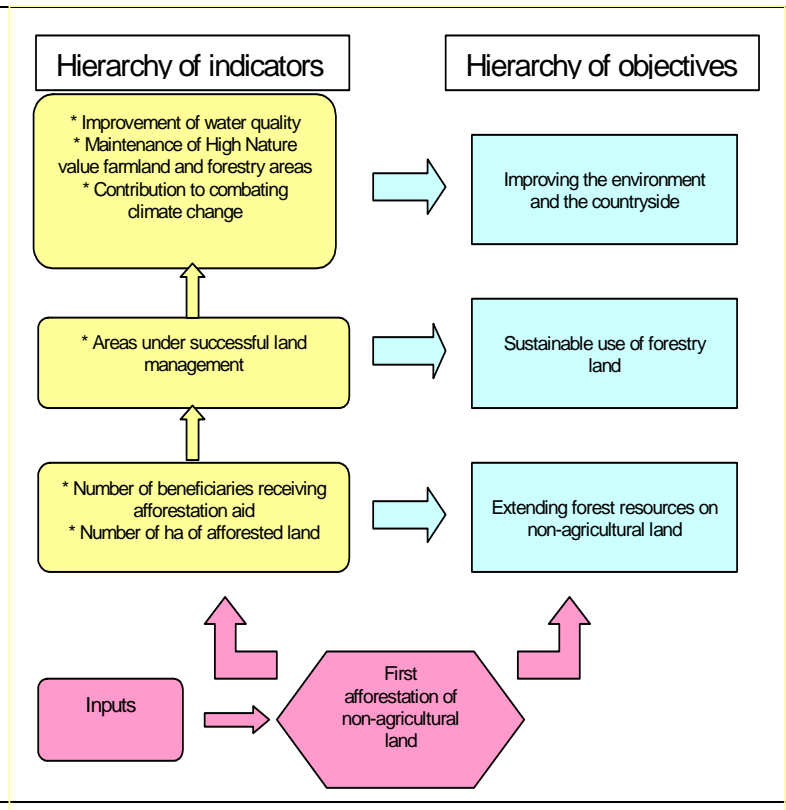 Hierarchy of indicators
Hierarchy of objectives
* Improvement of water quality
* Maintenance of High Nature
value farmland and forestry areas
* Contribution to combating
climate change
Improving the environment
and the countryside
* Areas under successful land
management
Sustainable use of forestry
land
* Number of beneficiaries receiving
afforestation aid
* Number of ha of afforested land
Extending forest resources on
non-agricultural land
Inputs
First
afforestation of
non-agricultural
land